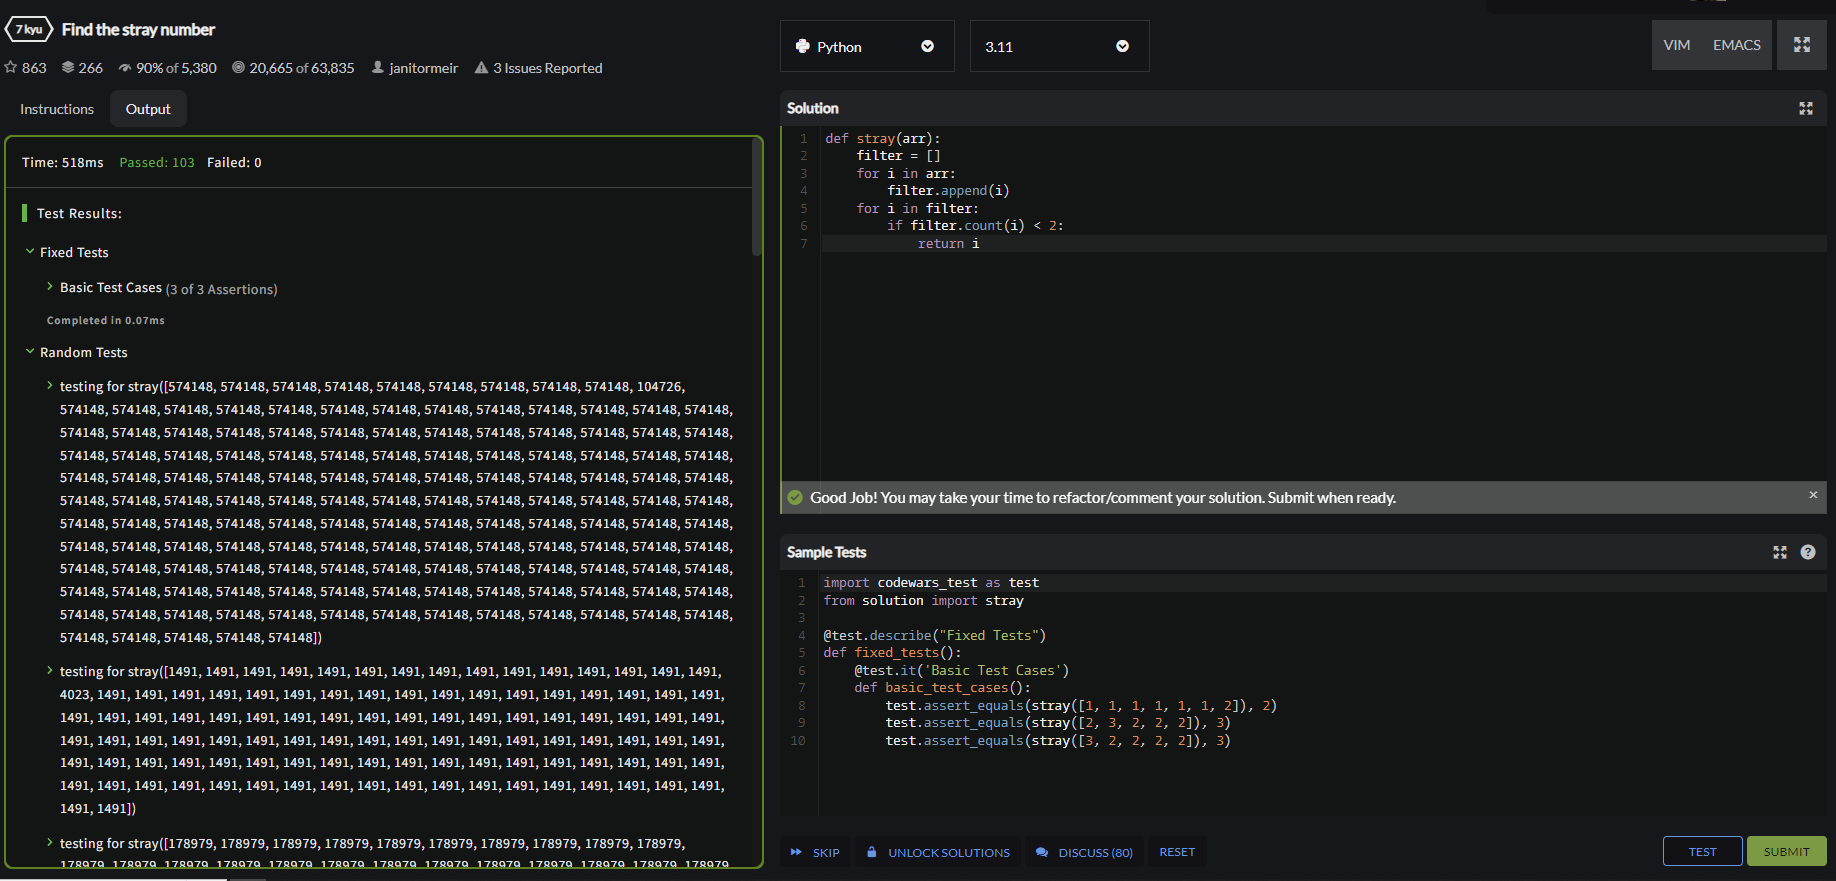 7 kyu Find the stray number
863 266 90% of 5,380 20,665 of 63,835 janitormeir 3 Issues Reported
Instructions Output
Time: 518ms Passed: 103 Failed: 0
Test Results:
Fixed Tests
Basic Test Cases (3 of 3 Assertions)
Completed in 0.07ms
Random Tests
testing for stray([574148, 574148, 574148, 574148, 574148, 574148, 574148, 574148, 574148, 104726,
574148, 574148, 574148, 574148, 574148, 574148, 574148, 574148, 574148, 574148, 574148, 574148, 574148,
574148, 574148, 574148, 574148, 574148, 574148, 574148, 574148, 574148, 574148, 574148, 574148, 574148,
574148, 574148, 574148, 574148, 574148, 574148, 574148, 574148, 574148, 574148, 574148, 574148, 574148,
574148, 574148, 574148, 574148, 574148, 574148, 574148, 574148, 574148, 574148, 574148, 574148, 574148,
574148, 574148, 574148, 574148, 574148, 574148, 574148, 574148, 574148, 574148, 574148, 574148, 574148,
574148, 574148, 574148, 574148, 574148, 574148, 574148, 574148, 574148, 574148, 574148, 574148, 574148,
574148, 574148, 574148, 574148, 574148, 574148, 574148, 574148, 574148, 574148, 574148, 574148, 574148,
574148, 574148, 574148, 574148, 574148, 574148, 574148, 574148, 574148, 574148, 574148, 574148, 574148,
574148, 574148, 574148, 574148, 574148, 574148, 574148, 574148, 574148, 574148, 574148, 574148, 574148,
574148, 574148, 574148, 574148, 574148, 574148, 574148, 574148, 574148, 574148, 574148, 574148, 574148,
574148, 574148, 574148, 574148, 574148])
testing for stray([1491, 1491, 1491, 1491, 1491, 1491, 1491, 1491, 1491, 1491, 1491, 1491, 1491, 1491, 1491,
4023, 1491, 1491, 1491, 1491, 1491, 1491, 1491, 1491, 1491, 1491, 1491, 1491, 1491, 1491, 1491, 1491, 1491,
1491, 1491, 1491, 1491, 1491, 1491, 1491, 1491, 1491, 1491, 1491, 1491, 1491, 1491, 1491, 1491, 1491, 1491,
1491, 1491, 1491, 1491, 1491, 1491, 1491, 1491, 1491, 1491, 1491, 1491, 1491, 1491, 1491, 1491, 1491, 1491,
1491, 1491, 1491, 1491, 1491, 1491, 1491, 1491, 1491, 1491, 1491, 1491, 1491, 1491, 1491, 1491, 1491, 1491,
1491, 1491, 1491, 1491, 1491, 1491, 1491, 1491, 1491, 1491, 1491, 1491, 1491, 1491, 1491, 1491, 1491, 1491,
1491, 1491])
testing for stray([178979, 178979, 178979, 178979, 178979, 178979, 178979, 178979, 178979, 178979,
178979, 178979, 178979, 178979, 178979, 178979, 178979, 178979, 178979, 178979, 178979, 178979, 178979
Python 3.11 VIM EMACS
Solution
1 def stray(arr):
2 filter = []
3 for i in arr:
4 filter.append(i)
5 for i in filter:
6 if filter.count(i) < 2:
7 return i
Good Job! You may take your time to refactor/comment your solution. Submit when ready. ×
Sample Tests ?
1 import codewars_test as test
2 from solution import stray
3
4 @test.describe("Fixed Tests")
5 def fixed_tests():
6 @test.it('Basic Test Cases')
7 def basic_test_cases():
8 test.assert_equals(stray([1, 1, 1, 1, 1, 1, 2]), 2)
9 test.assert_equals(stray([2, 3, 2, 2, 2]), 3)
10 test.assert_equals(stray([3, 2, 2, 2, 2]), 3)
SKIP UNLOCK SOLUTIONS DISCUSS (80) RESET TEST SUBMIT